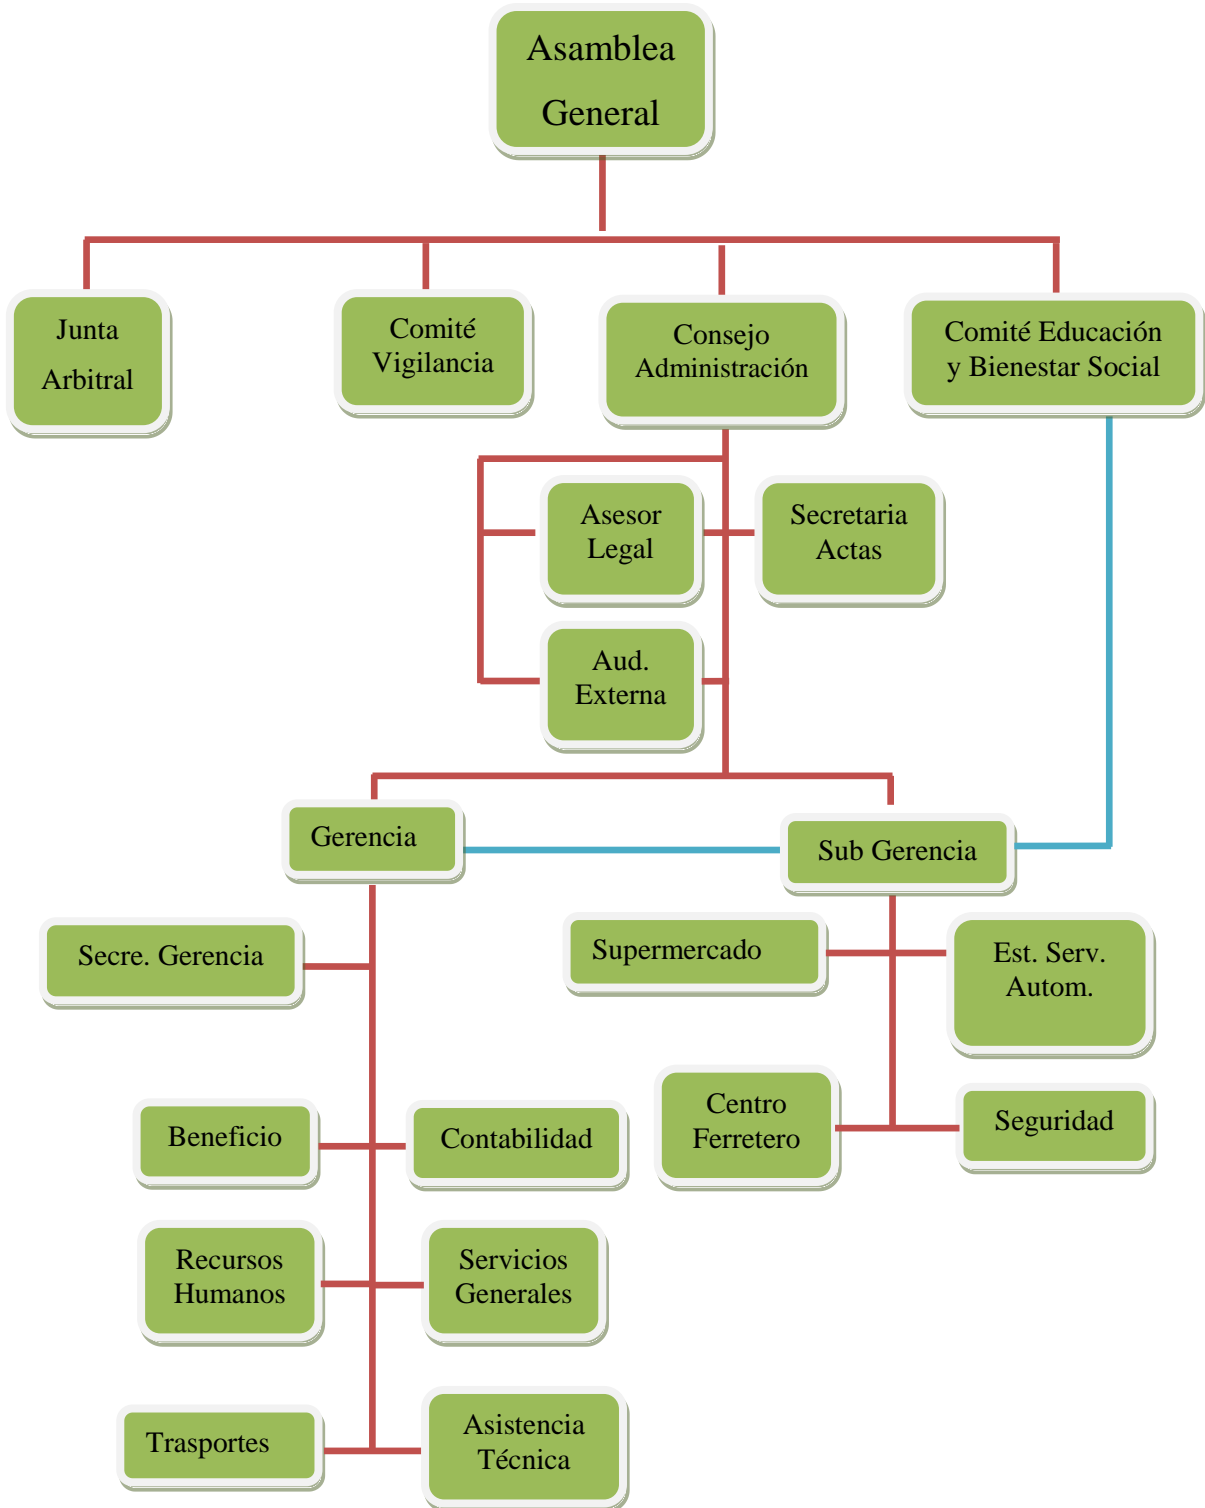 Asamblea
General
Junta
Arbitral
Comité
Vigilancia
Consejo
Administración
Comité Educación
y Bienestar Social
Asesor
Legal
Secretaria
Actas
Aud.
Externa
Gerencia
Sub Gerencia
Secre. Gerencia
Supermercado
Est. Serv.
Autom.
Beneficio
Contabilidad
Centro
Ferretero
Seguridad
Recursos
Humanos
Servicios
Generales
Trasportes
Asistencia
Técnica